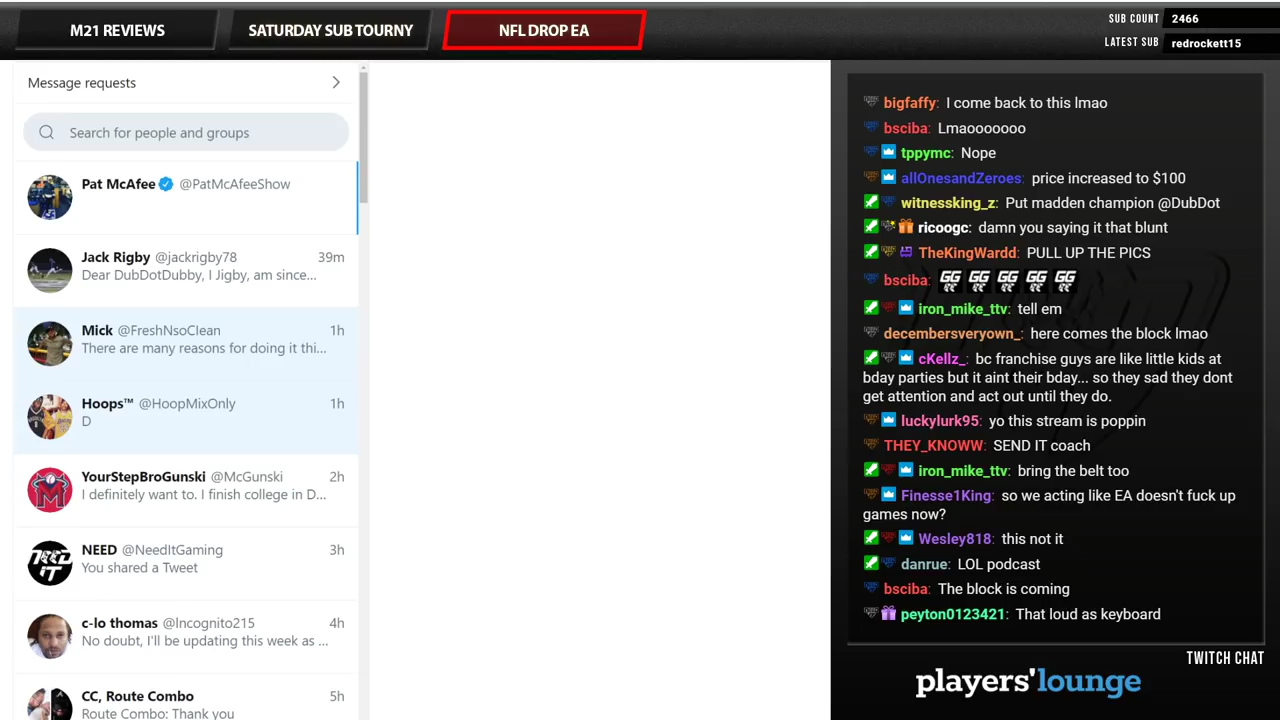 M21 REVIEWS
SATURDAY SUB TOURNY
NFL DROP EA
SUB COUNT 2466
LATEST SUB redrockett15
Message requests
Search for people and groups
Pat McAfee @PatMcAfeeShow
Jack Rigby @jackrigby78 39m
Dear DubDotDubby, I Jigby, am since...
Mick @FreshNsoClean 1h
There are many reasons for doing it thi...
Hoops™ @HoopMixOnly 1h
D
YourStepBroGunski @McGunski 2h
I definitely want to. I finish college in D...
NEED @NeedItGaming 3h
You shared a Tweet
c-lo thomas @Incognito215 4h
No doubt, I'll be updating this week as ...
CC, Route Combo 5h
Route Combo: Thank you
NEED IT
bigfaffy: I come back to this lmao
bsciba: Lmaooooooo
tppymc: Nope
allOnesandZeroes: price increased to $100
witnessking_z: Put madden champion @DubDot
ricoogc: damn you saying it that blunt
TheKingWardd: PULL UP THE PICS
bsciba: GG GG GG GG GG
iron_mike_ttv: tell em
decembersveryown_: here comes the block lmao
cKellz_: bc franchise guys are like little kids at
bday parties but it aint their bday... so they sad they dont
get attention and act out until they do.
luckylurk95: yo this stream is poppin
THEY_KNOWW: SEND IT coach
iron_mike_ttv: bring the belt too
Finesse1King: so we acting like EA doesn't fuck up
games now?
Wesley818: this not it
danrue: LOL podcast
bsciba: The block is coming
peyton0123421: That loud as keyboard
TWITCH CHAT
players'lounge